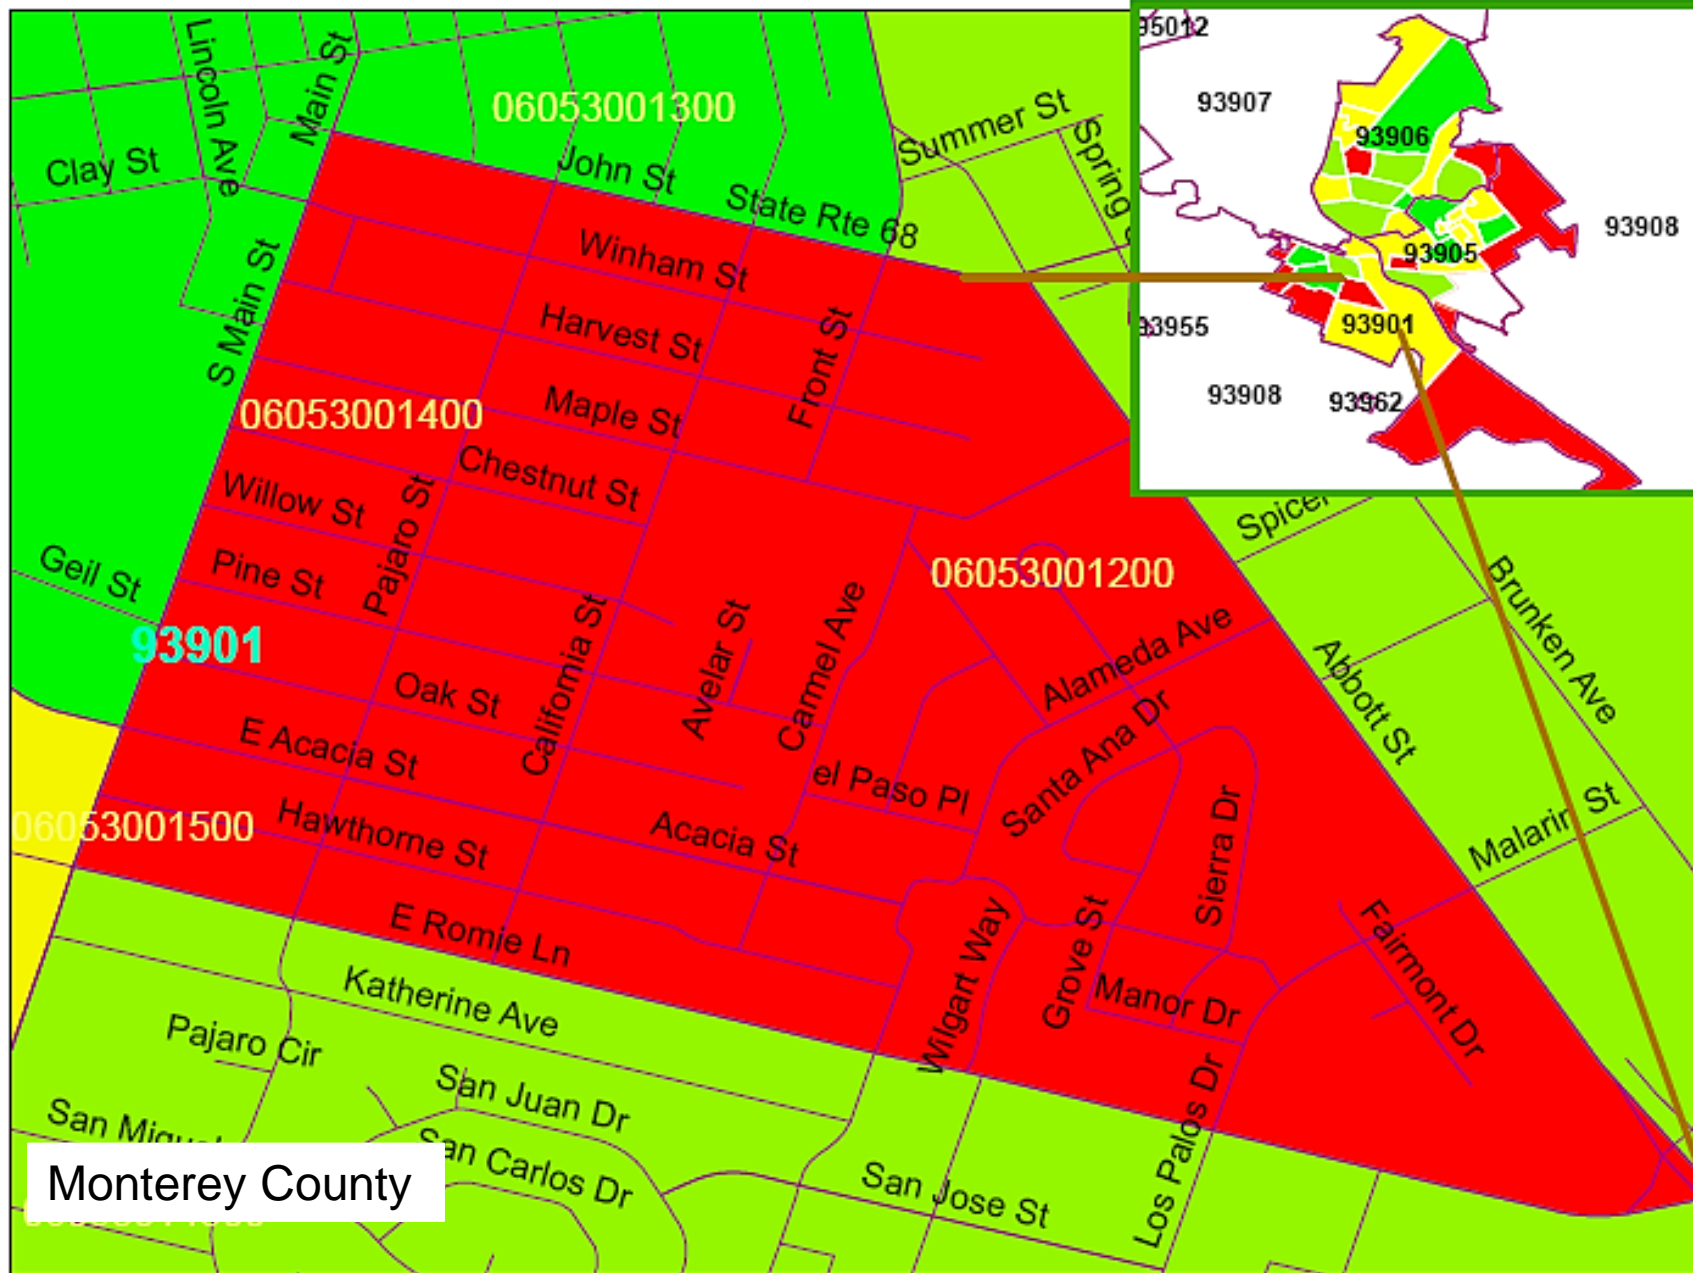 Lincoln Ave
Main St
06053001300
Clay St
John St
State Rte 68
Summer St
Spring
S Main St
Winham St
Harvest St
Front St
06053001400
Maple St
Chestnut St
Willow St
Pajaro St
Pine St
Geil St
93901
California St
Avelar St
Carmel Ave
06053001200
Alameda Ave
Abbott St
Brunken Ave
Oak St
E Acacia St
el Paso Pl
Santa Ana Dr
Sierra Dr
Malarin St
06053001500
Hawthorne St
Acacia St
E Romie Ln
Wilgart Way
Grove St
Manor Dr
Fairmont Dr
Katherine Ave
Pajaro Cir
San Juan Dr
San Carlos Dr
San Jose St
Los Palos Dr
Monterey County
95012
93907
93906
93908
93905
93955
93901
93908
93962